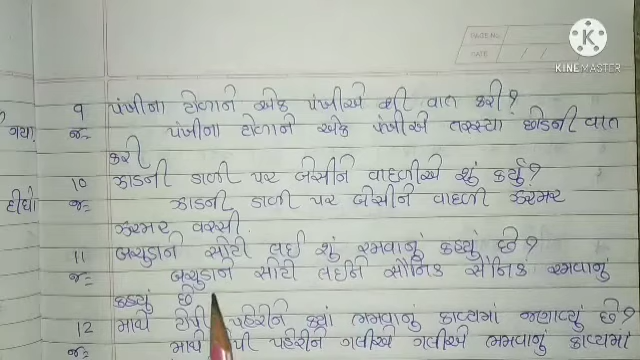 PAGE NO.
DATE / /
KINEMASTER
9 પંખીના ટોળાને એક પંખીએ શી વાત કરી?
ગયા. જ= પંખીના ટોળાને એક પંખીએ તરસ્યા છોડની વાત
કરી
10 ઝાડની ડાળી પર બેસીને વાદળીએ શું કર્યું?
દીધો જ= ઝાડની ડાળી પર બેસીને વાદળી ઝરમર
ઝરમર વરસી.
11 બચુડાને સોટી લઈ શું રમવાનું કહ્યું છે?
જ= બચુડાને સોટી લઈને સૈનિક સૈનિક રમવાનું
કહ્યું છે
12 માથે ટોપી પહેરીને ક્યાં ભમવાનું કાવ્યમાં જણાવ્યું છે?
જ= માથે ટોપી પહેરીને ગલીએ ગલીએ ભમવાનું કાવ્યમાં